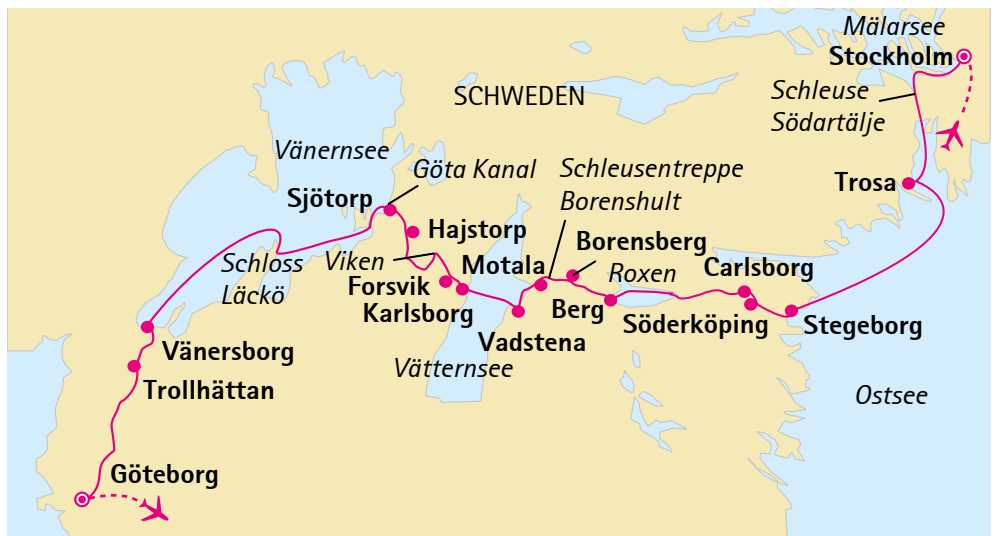 Mälarsee
Stockholm
SCHWEDEN
Schleuse
Södartälje
Vänernsee
Göta Kanal
Schleusentreppe
Borenshult
Trosa
Sjötorp
Hajstorp
Borensberg
Schloss
Läckö
Viken
Motala
Roxen
Carlsborg
Forsvik
Karlsborg
Berg
Söderköping
Stegeborg
Vadstena
Vänersborg
Vätternsee
Trollhättan
Ostsee
Göteborg